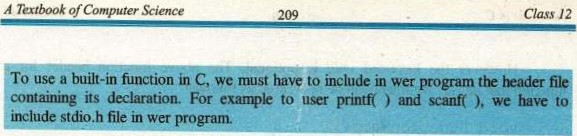 A Textbook of Computer Science 209 Class 12
To use a built-in function in C, we must have to include in wer program the header file
containing its declaration. For example to user printf( ) and scanf( ), we have to
include stdio.h file in wer program.